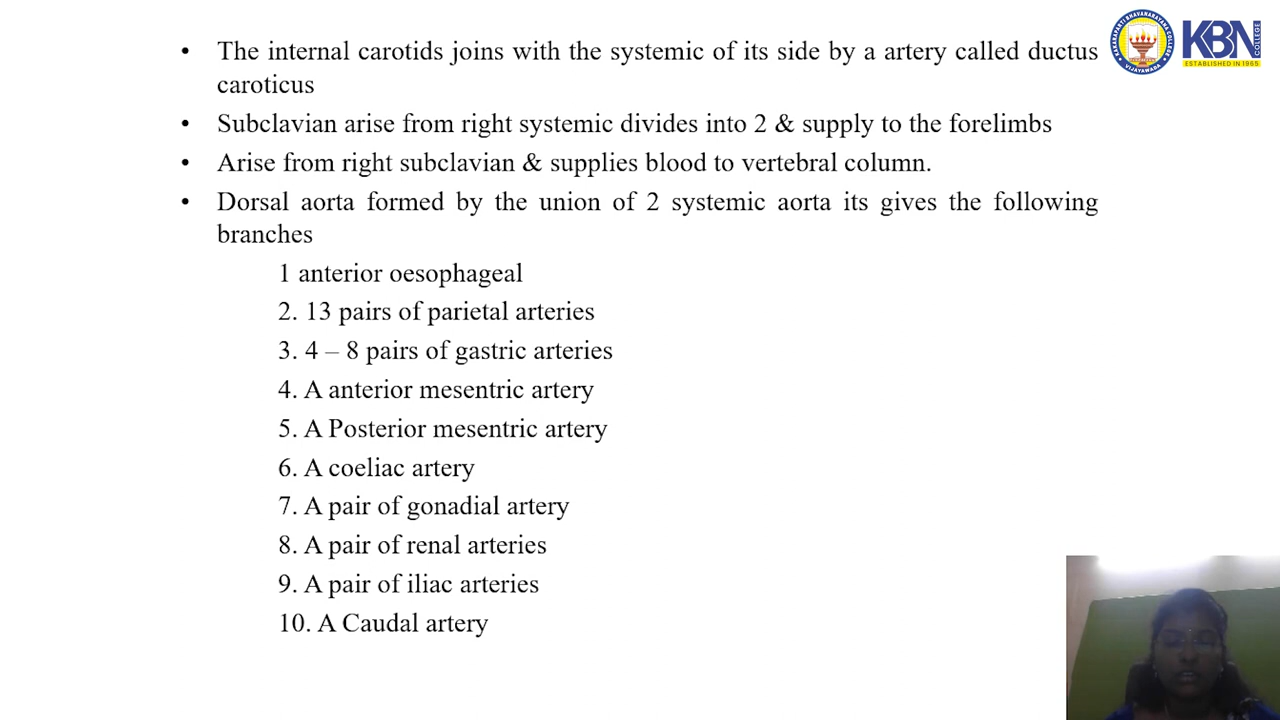 • The internal carotids joins with the systemic of its side by a artery called ductus
caroticus
• Subclavian arise from right systemic divides into 2 & supply to the forelimbs
• Arise from right subclavian & supplies blood to vertebral column.
• Dorsal aorta formed by the union of 2 systemic aorta its gives the following
branches
1 anterior oesophageal
2. 13 pairs of parietal arteries
3. 4 – 8 pairs of gastric arteries
4. A anterior mesentric artery
5. A Posterior mesentric artery
6. A coeliac artery
7. A pair of gonadial artery
8. A pair of renal arteries
9. A pair of iliac arteries
10. A Caudal artery
KBN
COLLEGE
ESTABLISHED IN 1965
VIJAYAWADA